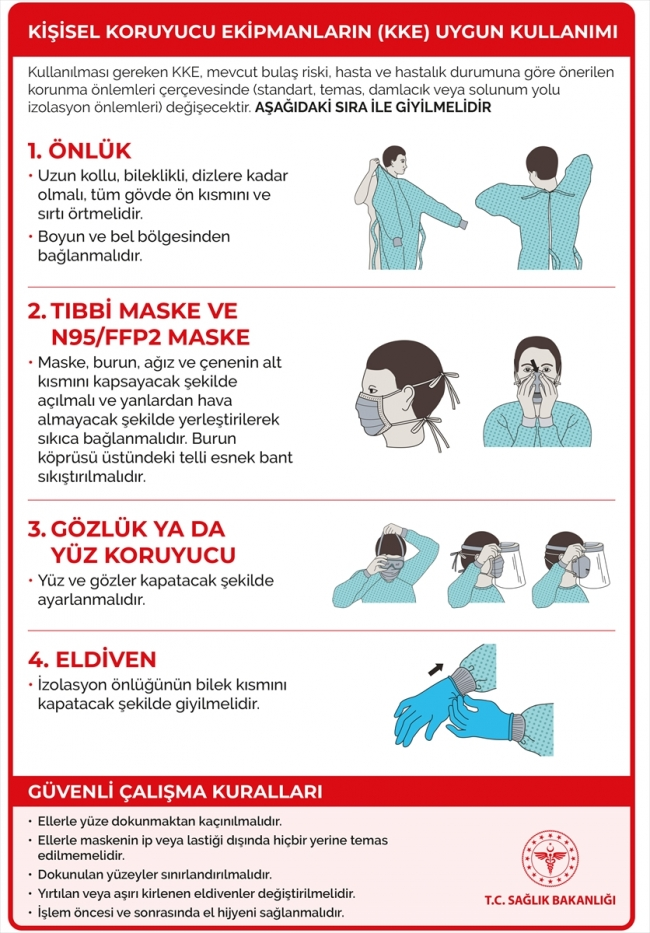 KİŞİSEL KORUYUCU EKİPMANLARIN (KKE) UYGUN KULLANIMI
Kullanılması gereken KKE, mevcut bulaş riski, hasta ve hastalık durumuna göre önerilen
korunma önlemleri çerçevesinde (standart, temas, damlacık veya solunum yolu
izolasyon önlemleri) değişecektir. AŞAĞIDAKİ SIRA İLE GİYİLMELİDİR
1. ÖNLÜK
• Uzun kollu, bileklikli, dizlere kadar
olmalı, tüm gövde ön kısmını ve
sırtı örtmelidir.
• Boyun ve bel bölgesinden
bağlanmalıdır.
2. TIBBİ MASKE VE
N95/FFP2 MASKE
• Maske, burun, ağız ve çenenin alt
kısmını kapsayacak şekilde
açılmalı ve yanlardan hava
almayacak şekilde yerleştirilerek
sıkıca bağlanmalıdır. Burun
köprüsü üstündeki telli esnek bant
sıkıştırılmalıdır.
3. GÖZLÜK YA DA
YÜZ KORUYUCU
• Yüz ve gözler kapatacak şekilde
ayarlanmalıdır.
4. ELDİVEN
• İzolasyon önlüğünün bilek kısmını
kapatacak şekilde giyilmelidir.
GÜVENLİ ÇALIŞMA KURALLARI
• Ellerle yüze dokunmaktan kaçınılmalıdır.
• Ellerle maskenin ip veya lastiği dışında hiçbir yerine temas
edilmemelidir.
• Dokunulan yüzeyler sınırlandırılmalıdır.
• Yırtılan veya aşırı kirlenen eldivenler değiştirilmelidir.
• İşlem öncesi ve sonrasında el hijyeni sağlanmalıdır.
T.C. SAĞLIK BAKANLIĞI